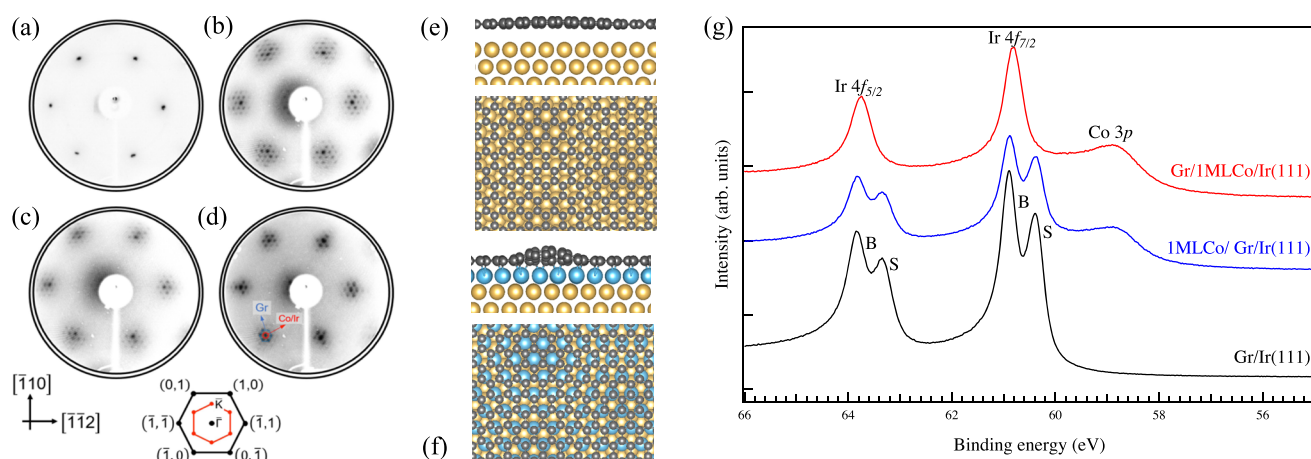 (a)
(b)
(c)
(d)
Gr
Co/Ir
[1̅10]
[1̅1̅2]
(0,1)
(1,0)
K̅
(1̅, 1̅)
Γ̅
(1̅,1)
(1̅,0)
(0,1̅)
(e)
(f)
(g)
Intensity (arb. units)
Ir 4f7/2
Ir 4f5/2
Co 3p
Gr/1MLCo/Ir(111)
B
1MLCo/ Gr/Ir(111)
B
S
S
Gr/Ir(111)
66
64
62
60
58
56
Binding energy (eV)